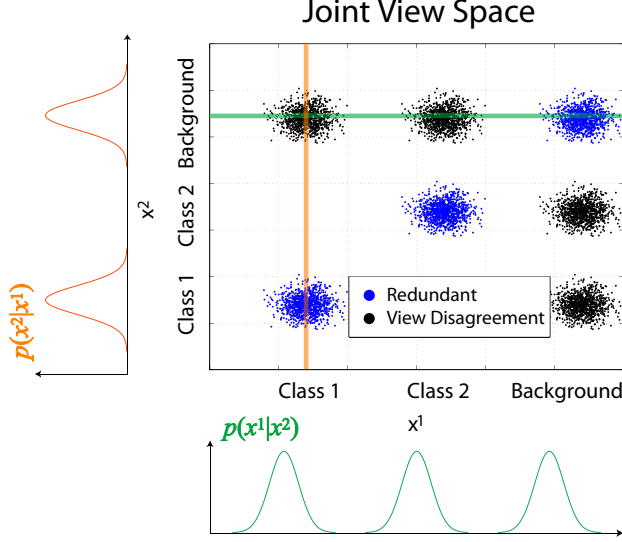 Joint View Space
Background
Class 2
Class 1
x²
p(x²|x¹)
Redundant
View Disagreement
Class 1
Class 2
Background
x¹
p(x¹|x²)